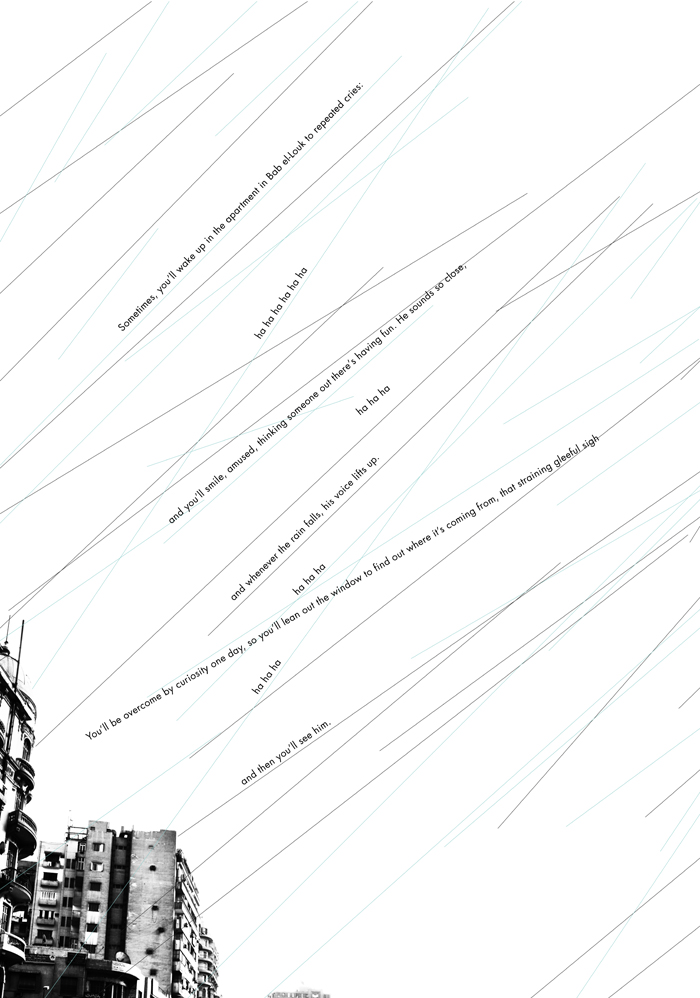 Sometimes, you'll wake up in the apartment in Bab el-Louk to repeated cries:
ha ha ha ha ha ha
and you'll smile, amused, thinking someone out there's having fun. He sounds so close,
ha ha ha
and whenever the rain falls, his voice lifts up.
ha ha ha
You'll be overcome by curiosity one day, so you'll lean out the window to find out where it's coming from, that straining gleeful sigh
ha ha ha
and then you'll see him.